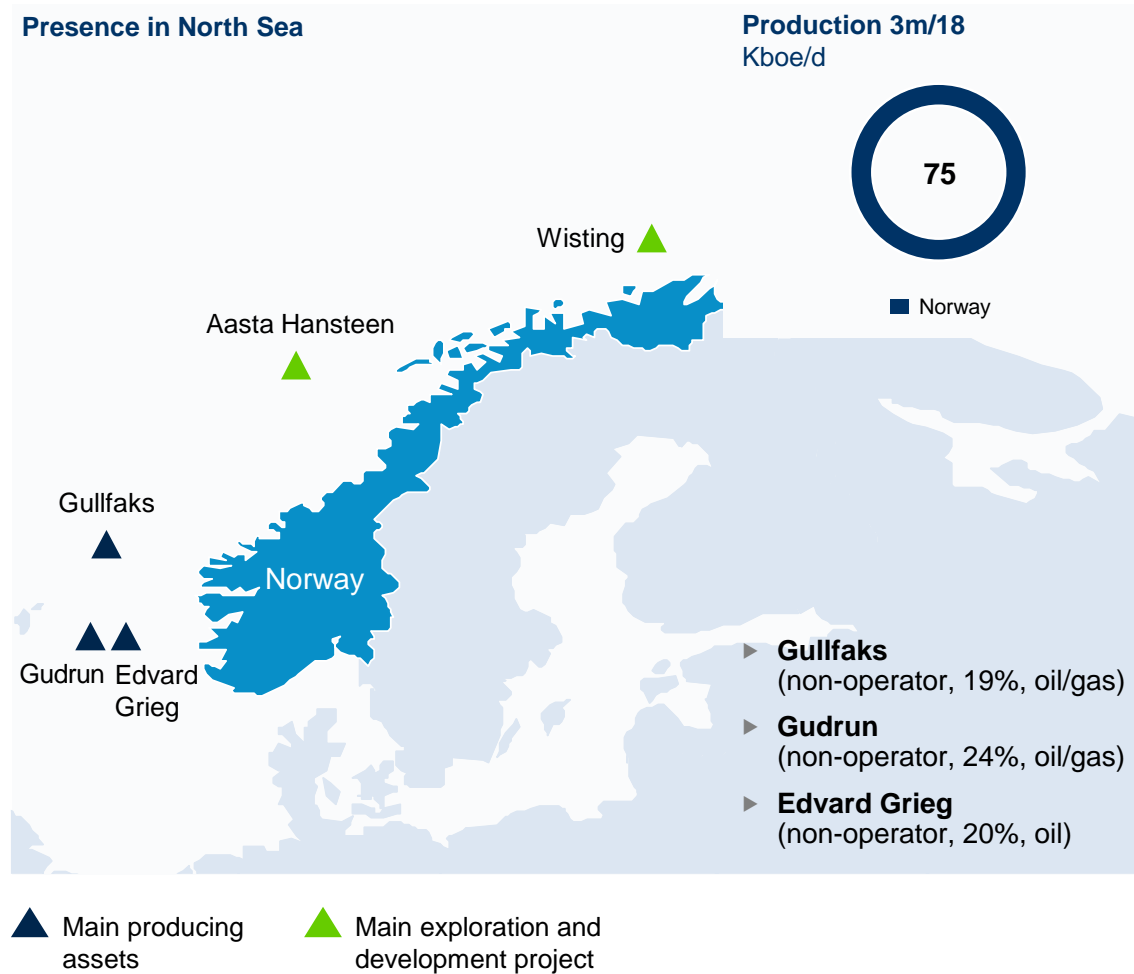 Presence in North Sea
Production 3m/18
Kboe/d
75
Norway
Wisting
Aasta Hansteen
Gullfaks
Norway
Gudrun
Edvard
Grieg
Gullfaks
(non-operator, 19%, oil/gas)
Gudrun
(non-operator, 24%, oil/gas)
Edvard Grieg
(non-operator, 20%, oil)
Main producing
assets
Main exploration and
development project